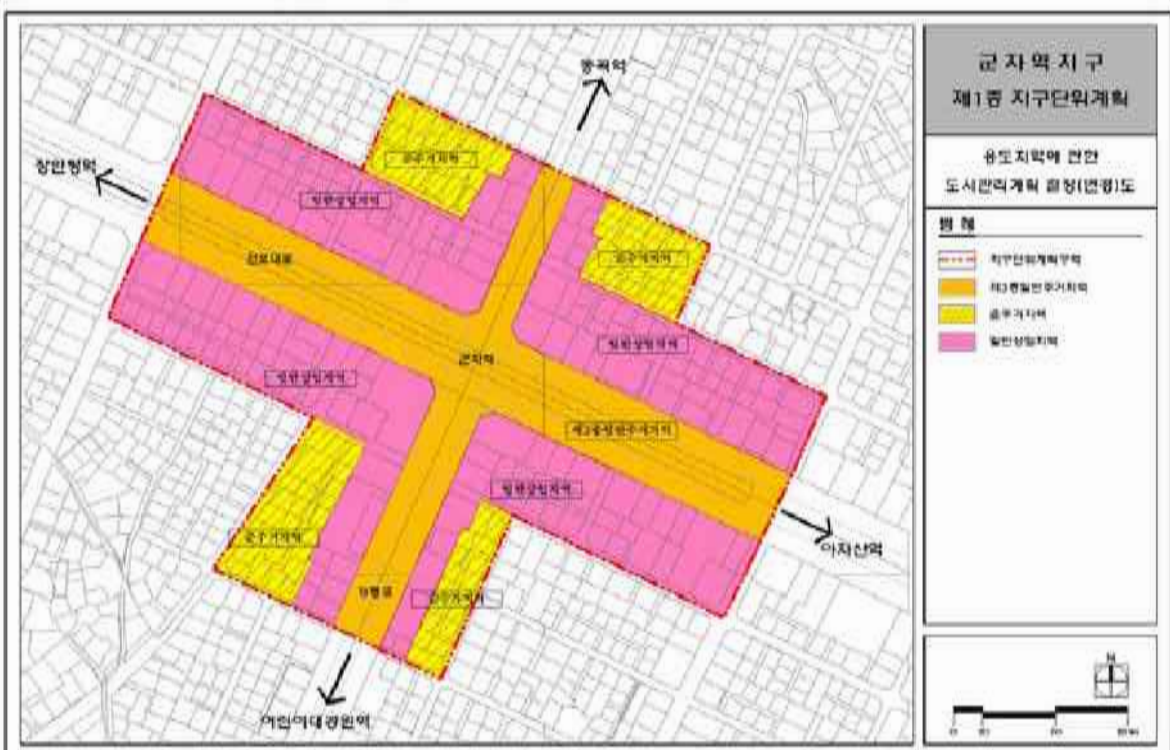 군자역지구
제1종 지구단위계획
용도지역에 관한
도시관리계획 결정(변경)도
범 례
지구단위계획구역
제3종일반주거지역
준주거지역
일반상업지역
중곡역
장한평역
준주거지역
일반상업지역
천호대로
준주거지역
일반상업지역
군자역
일반상업지역
제3종일반주거지역
일반상업지역
준주거지역
아차산역
능동로
준주거지역
어린이대공원역
N